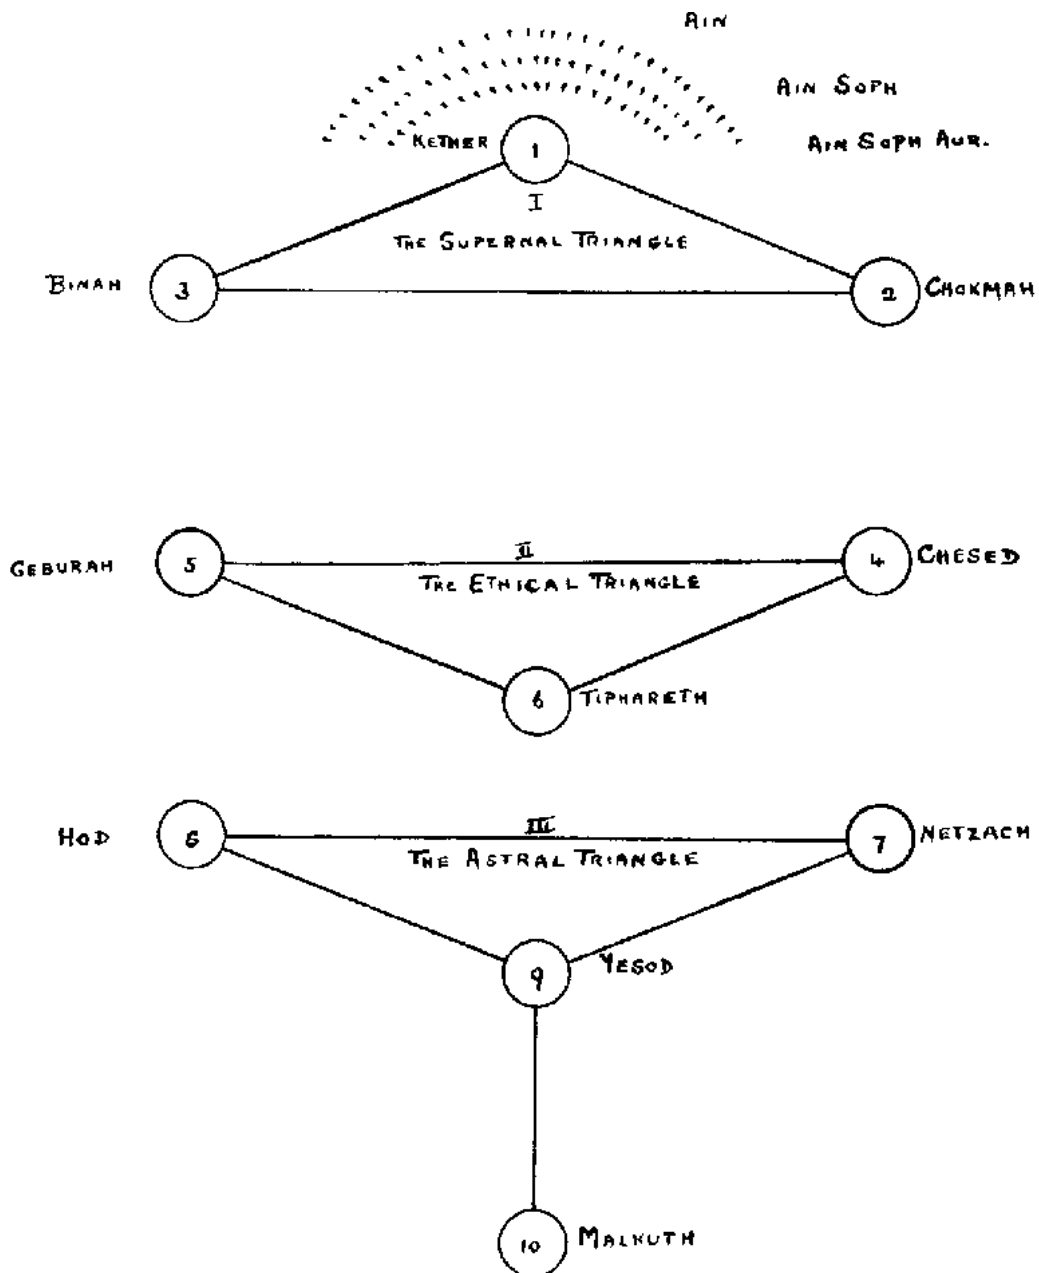 AIN
AIN SOPH
AIN SOPH AUR.
KETHER 1
I
THE SUPERNAL TRIANGLE
BINAH 3
2 CHOKMAH
GEBURAH 5
II
4 CHESED
THE ETHICAL TRIANGLE
6 TIPHARETH
HOD 8
III
7 NETZACH
THE ASTRAL TRIANGLE
9 YESOD
10 MALKUTH